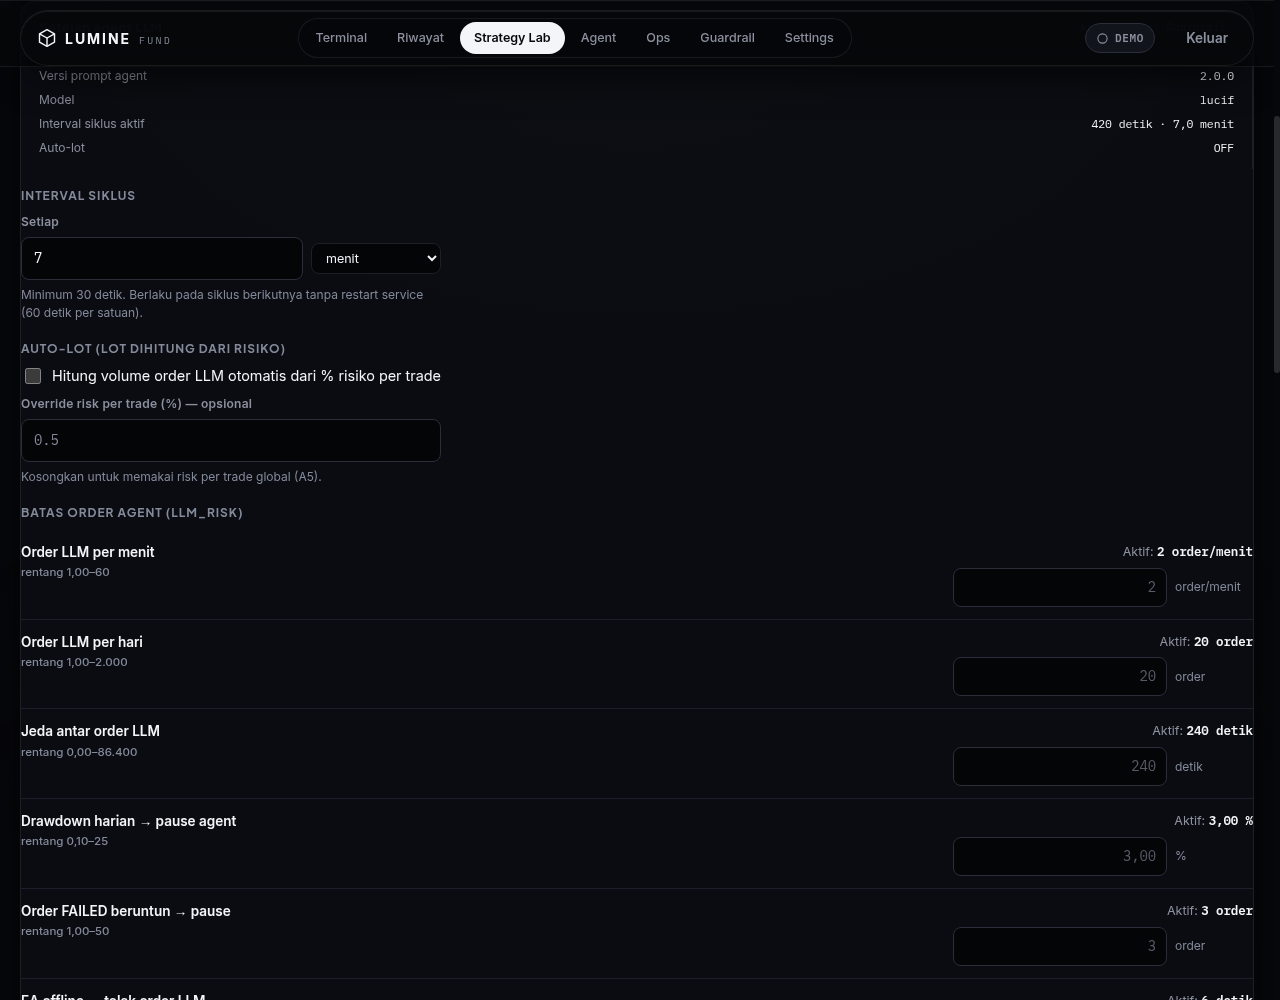 LUMINE FUND
Terminal
Riwayat
Strategy Lab
Agent
Ops
Guardrail
Settings
DEMO
Keluar
Versi prompt agent 2.0.0
Model lucif
Interval siklus aktif 420 detik · 7,0 menit
Auto-lot OFF
INTERVAL SIKLUS
Setiap
7 menit
Minimum 30 detik. Berlaku pada siklus berikutnya tanpa restart service
(60 detik per satuan).
AUTO-LOT (LOT DIHITUNG DARI RISIKO)
Hitung volume order LLM otomatis dari % risiko per trade
Override risk per trade (%) — opsional
0.5
Kosongkan untuk memakai risk per trade global (A5).
BATAS ORDER AGENT (LLM_RISK)
Order LLM per menit Aktif: 2 order/menit
rentang 1,00–60
2 order/menit
Order LLM per hari Aktif: 20 order
rentang 1,00–2.000
20 order
Jeda antar order LLM Aktif: 240 detik
rentang 0,00–86.400
240 detik
Drawdown harian → pause agent Aktif: 3,00 %
rentang 0,10–25
3,00 %
Order FAILED beruntun → pause Aktif: 3 order
rentang 1,00–50
3 order
EA offline → tolak order LLM Aktif: 6 detik